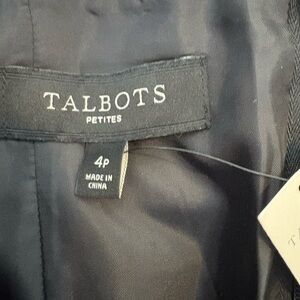 TALBOTS
PETITES
4P
MADE IN
CHINA